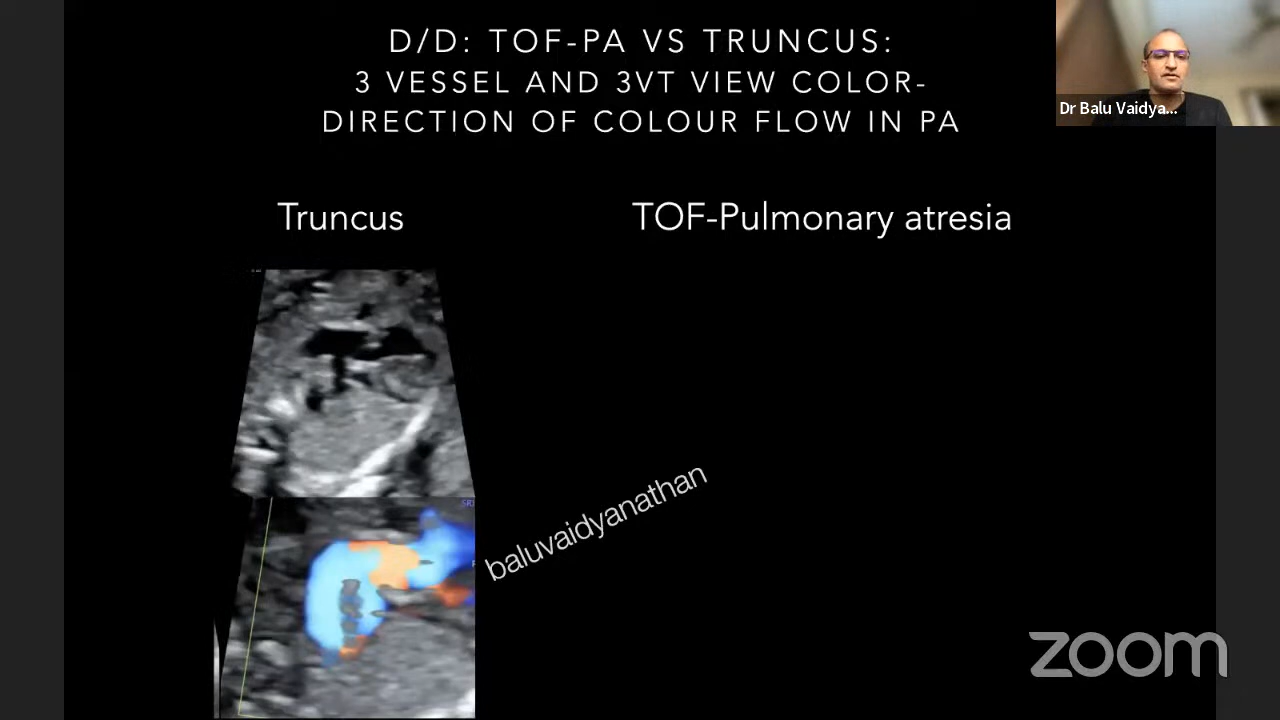 D/D: TOF-PA VS TRUNCUS:
3 VESSEL AND 3VT VIEW COLOR-
DIRECTION OF COLOUR FLOW IN PA
Dr Balu Vaidya...
Truncus
TOF-Pulmonary atresia
baluvaidyanathan
zoom